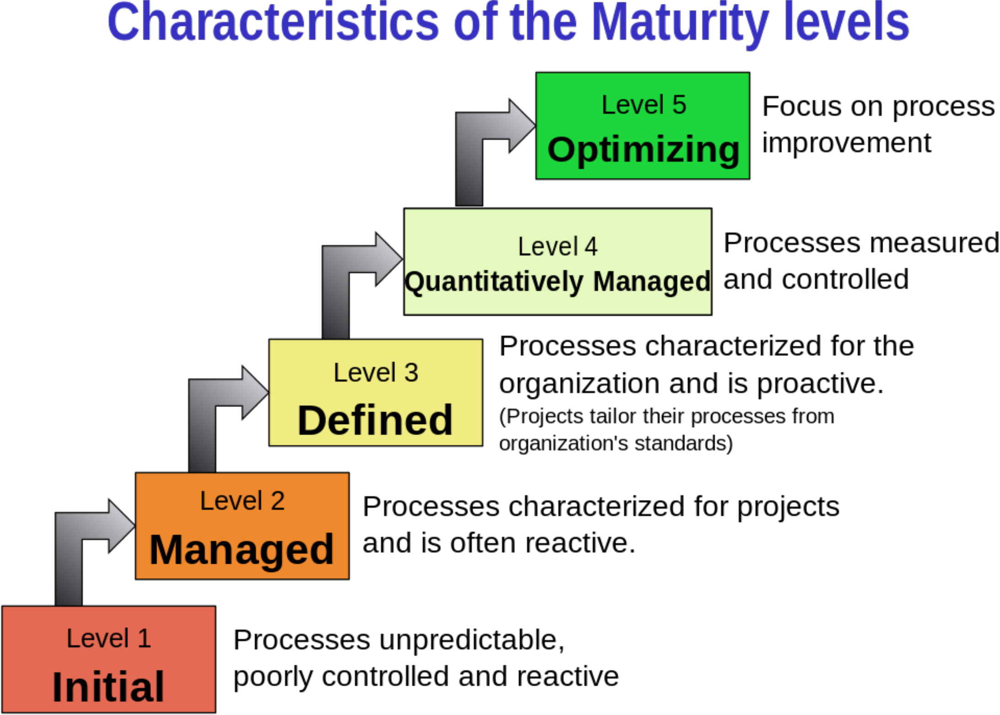 Characteristics of the Maturity levels
Level 5
Optimizing
Focus on process
improvement
Level 4
Quantitatively Managed
Processes measured
and controlled
Level 3
Defined
Processes characterized for the
organization and is proactive.
(Projects tailor their processes from
organization's standards)
Level 2
Managed
Processes characterized for projects
and is often reactive.
Level 1
Initial
Processes unpredictable,
poorly controlled and reactive